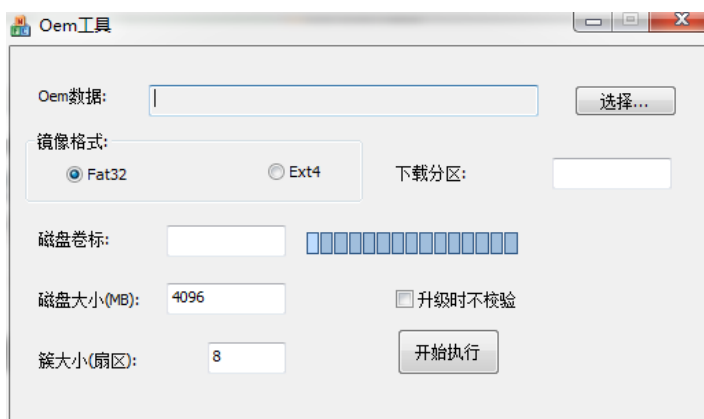 Oem工具
Oem数据:
选择...
镜像格式:
Fat32
Ext4
下载分区:
磁盘卷标:
磁盘大小(MB):
4096
升级时不校验
簇大小(扇区):
8
开始执行